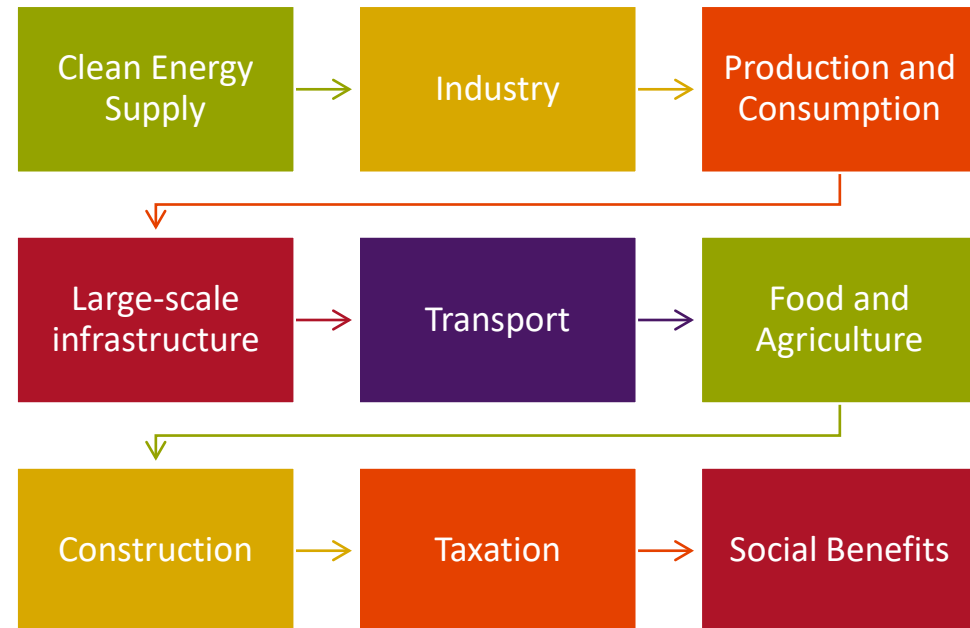 Clean Energy
Supply
Industry
Production and
Consumption
Large-scale
infrastructure
Transport
Food and
Agriculture
Construction
Taxation
Social Benefits